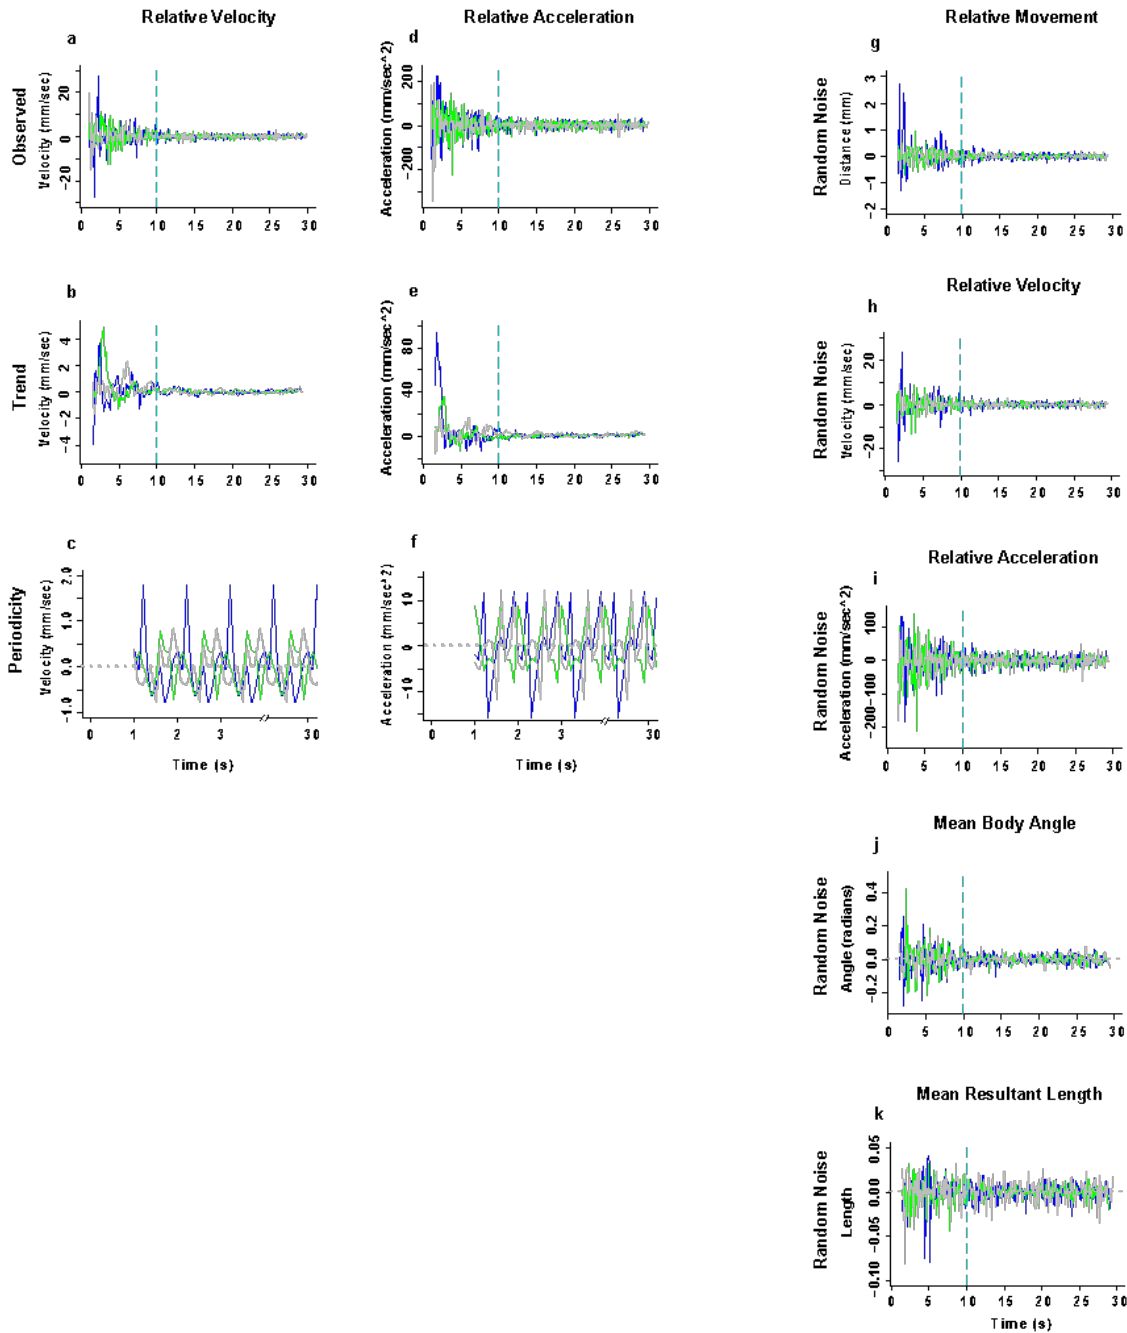 Relative Velocity
Relative Acceleration
Relative Movement
a
d
g
Observed
Velocity (mm/sec)
-20 0 20
0 5 10 15 20 25 30
Acceleration (mm/sec^2)
-200 0 200
0 5 10 15 20 25 30
Random Noise
Distance (mm)
-2 -1 0 1 2 3
0 5 10 15 20 25 30
Relative Velocity
b
e
h
Trend
Velocity (mm/sec)
-4 -2 0 2 4
0 5 10 15 20 25 30
Acceleration (mm/sec^2)
0 40 80
0 5 10 15 20 25 30
Random Noise
Velocity (mm/sec)
-20 0 20
0 5 10 15 20 25 30
c
f
Relative Acceleration
i
Periodicity
Velocity (mm/sec)
-1.0 0.0 1.0 2.0
0 1 2 3 30
Time (s)
Acceleration (mm/sec^2)
-10 0 10
0 1 2 3 30
Time (s)
Random Noise
Acceleration (mm/sec^2)
-200 -100 0 100
0 5 10 15 20 25 30
Mean Body Angle
j
Random Noise
Angle (radians)
-0.2 0.0 0.2 0.4
0 5 10 15 20 25 30
Mean Resultant Length
k
Random Noise
Length
-0.10 -0.05 0.00 0.05
0 5 10 15 20 25 30
Time (s)